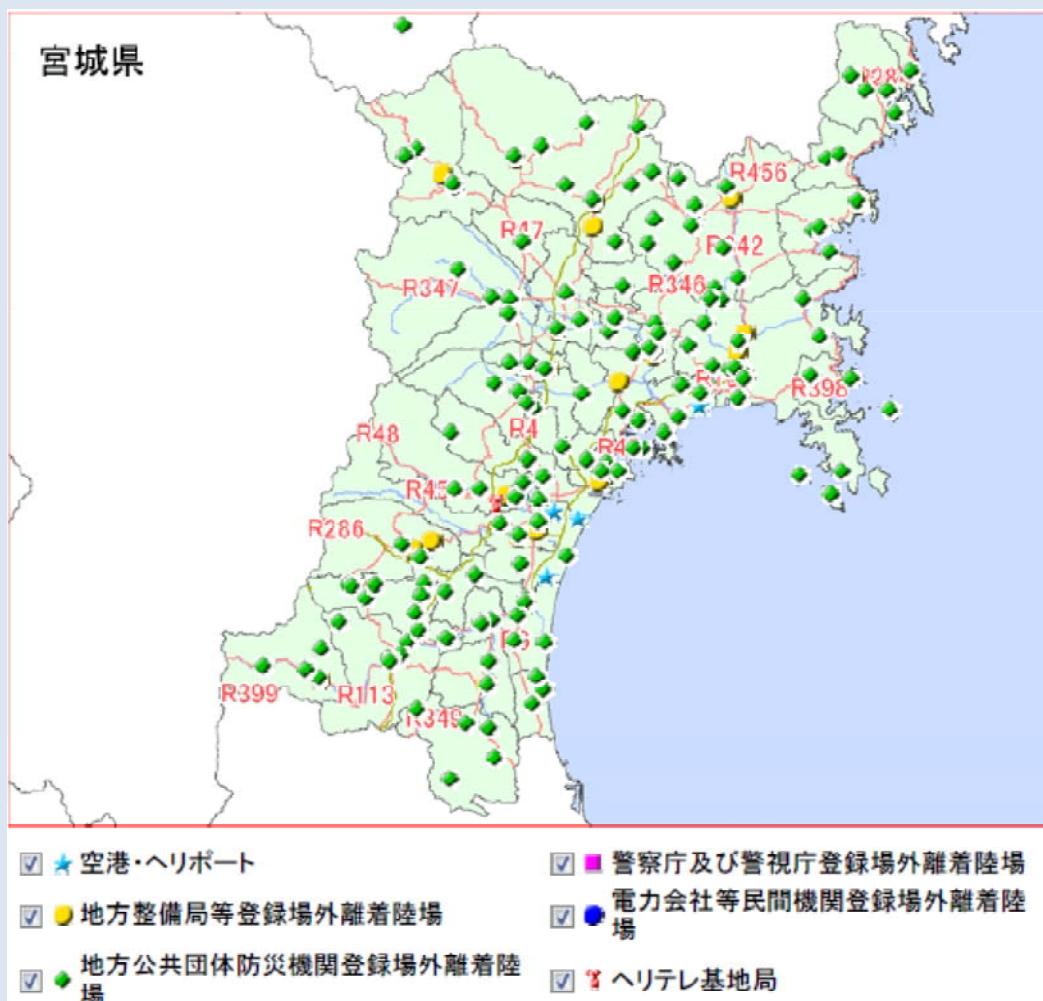 宮城県
R456
R47
R342
R347
R346
R398
R48
R4
R286
R6
R399
R113
R349
空港・ヘリポート
地方整備局等登録場外離着陸場
地方公共団体防災機関登録場外離着陸
場
警察庁及び警視庁登録場外離着陸場
電力会社等民間機関登録場外離着陸
場
ヘリテレ基地局